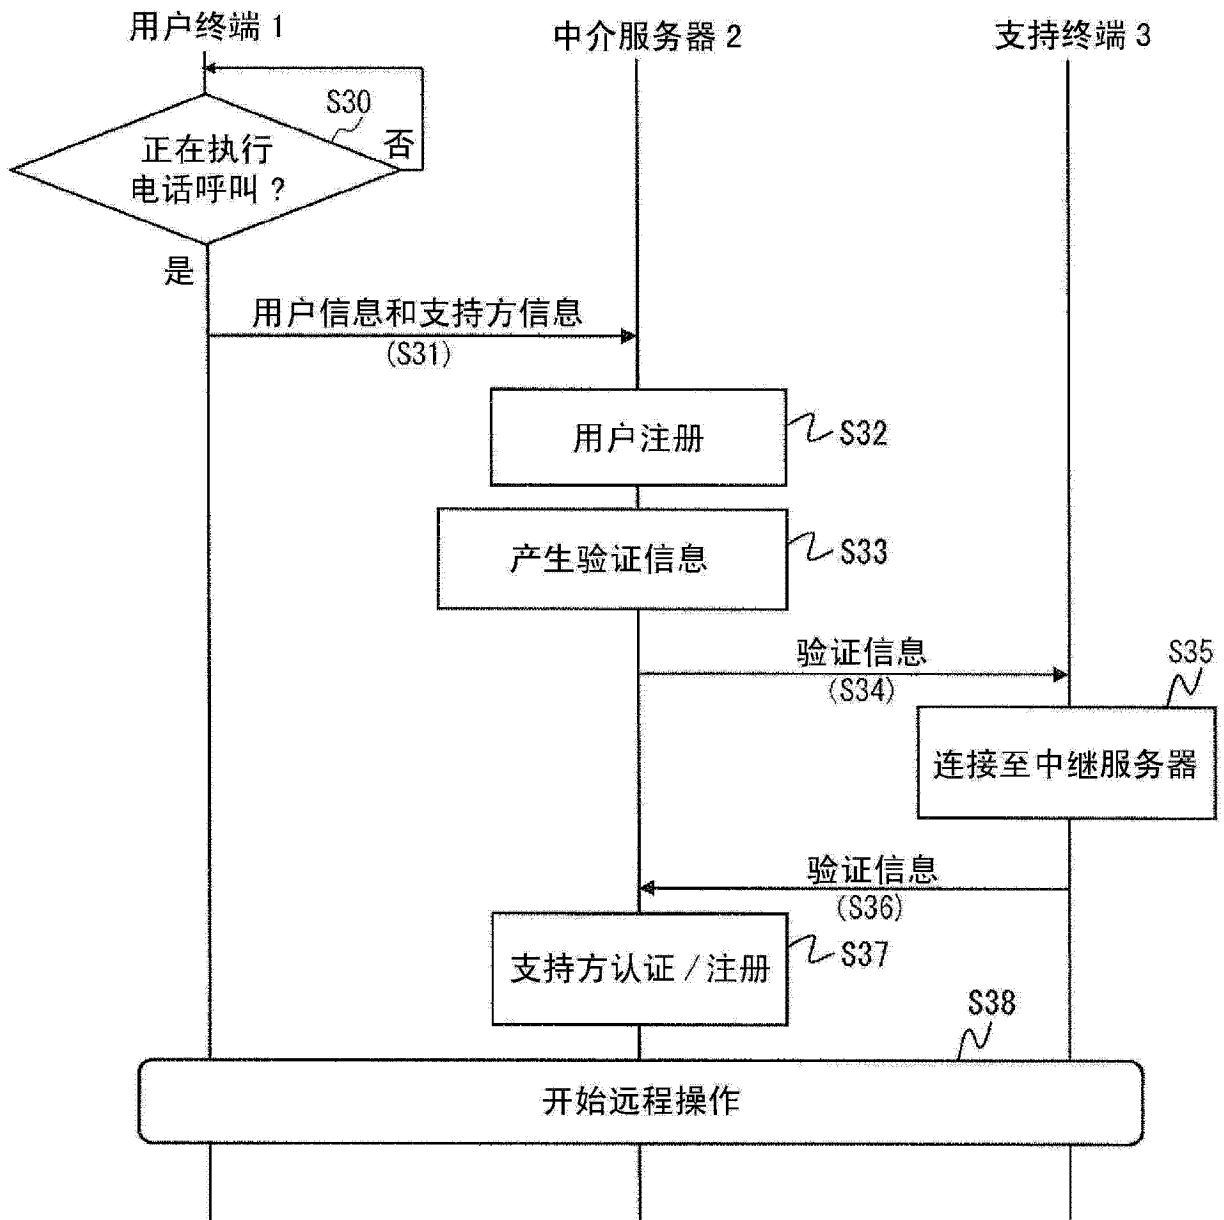 用户终端 1
中介服务器 2
支持终端 3
S30
正在执行
电话呼叫？
否
是
用户信息和支持方信息
(S31)
用户注册
S32
产生验证信息
S33
验证信息
(S34)
S35
连接至中继服务器
验证信息
(S36)
支持方认证／注册
S37
S38
开始远程操作